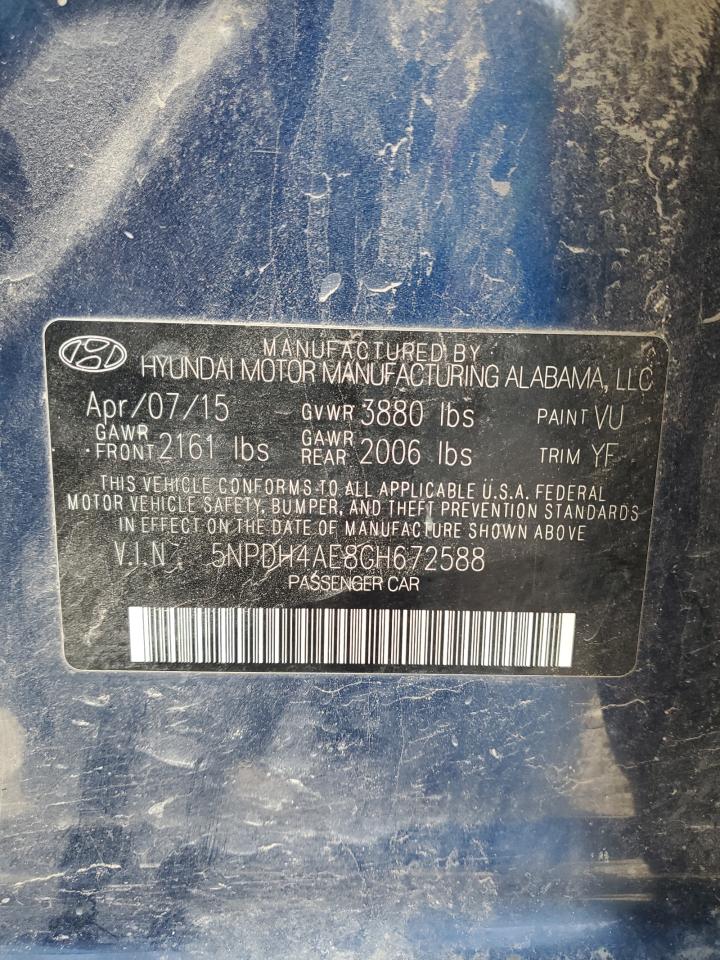 MANUFACTURED BY
HYUNDAI MOTOR MANUFACTURING ALABAMA, LLC
Apr/07/15 GVWR 3880 lbs PAINT VU
GAWR FRONT 2161 lbs GAWR REAR 2006 lbs TRIM YF
THIS VEHICLE CONFORMS TO ALL APPLICABLE U.S.A. FEDERAL
MOTOR VEHICLE SAFETY, BUMPER, AND THEFT PREVENTION STANDARDS
IN EFFECT ON THE DATE OF MANUFACTURE SHOWN ABOVE
V.I.N : 5NPDH4AE8GH672588
PASSENGER CAR